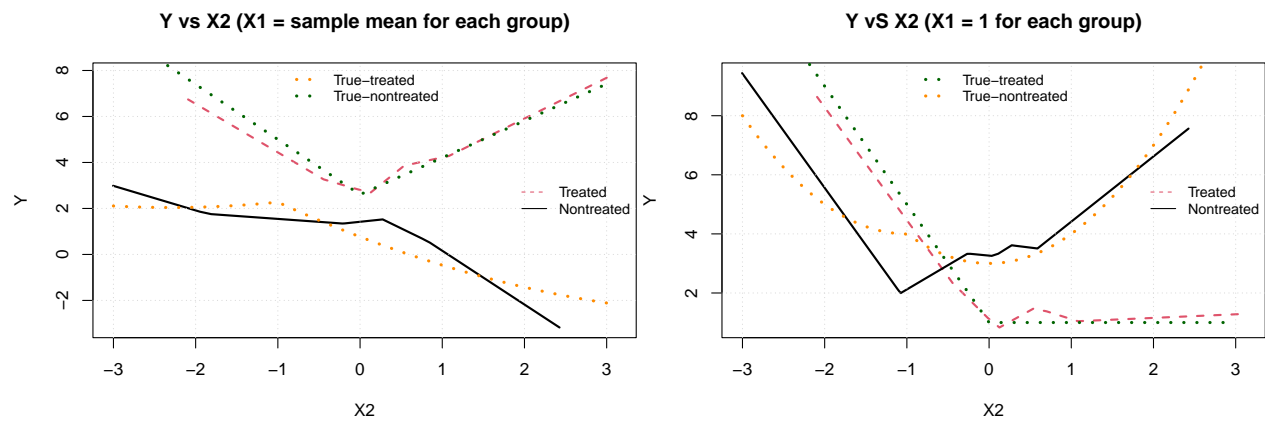 Y vs X2 (X1 = sample mean for each group)
8
6
4
2
0
−2
Y
True−treated
True−nontreated
Treated
Nontreated
−3 −2 −1 0 1 2 3
X2
Y vS X2 (X1 = 1 for each group)
8
6
4
2
Y
True−treated
True−nontreated
Treated
Nontreated
−3 −2 −1 0 1 2 3
X2